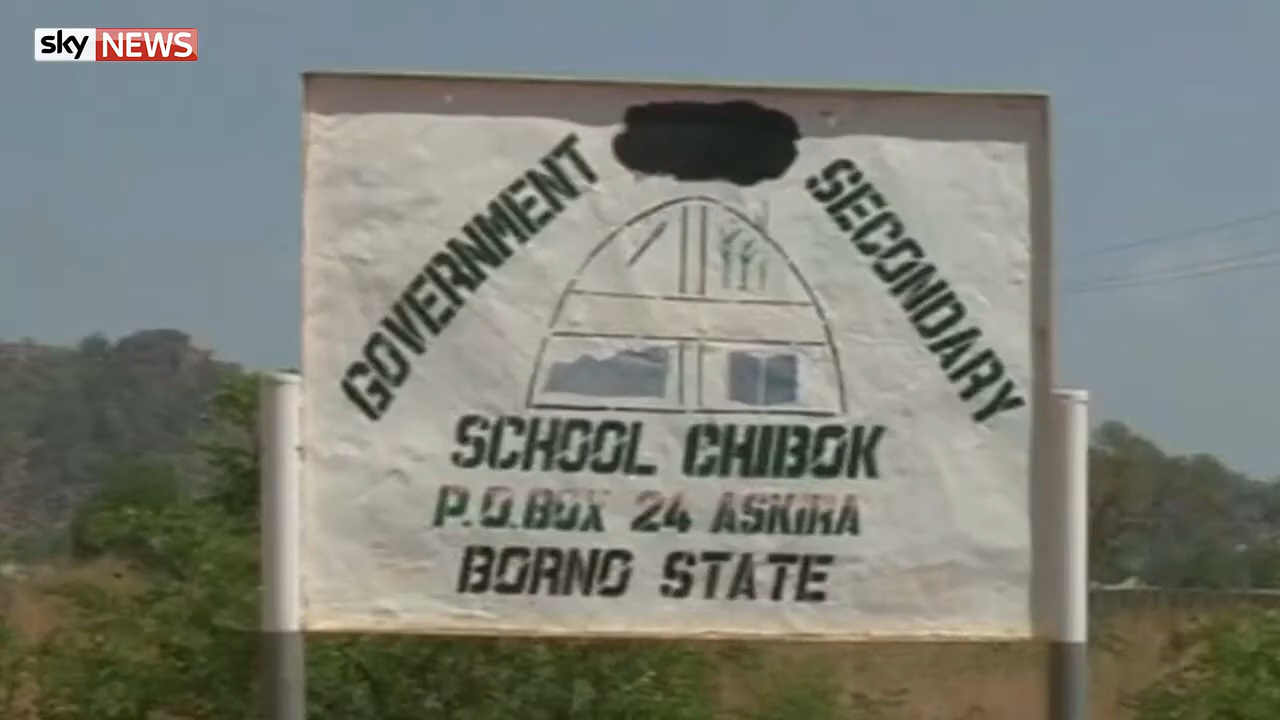 sky NEWS
GOVERNMENT
SECONDARY
SCHOOL CHIBOK
P.O.BOX 24 ASKIRA
BORNO STATE